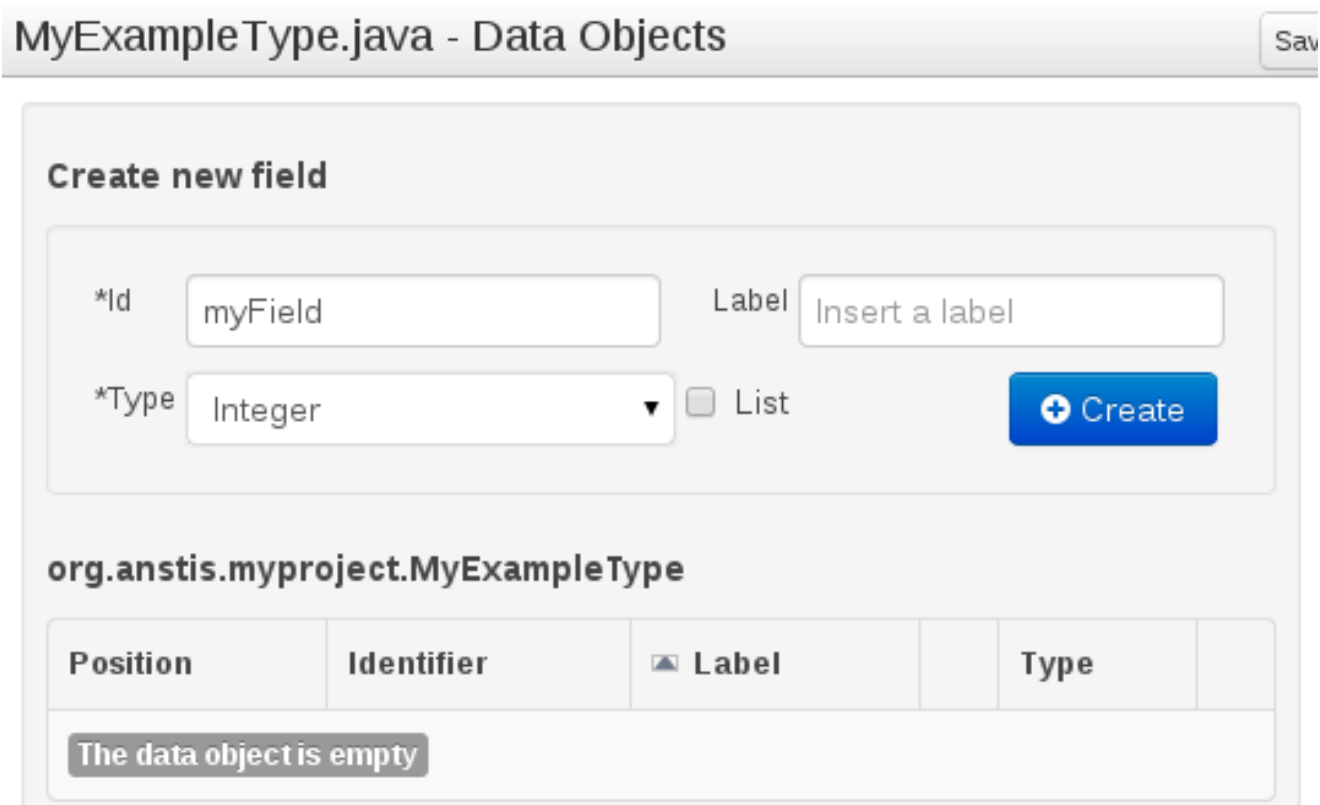 MyExampleType.java - Data Objects
Create new field
*Id myField Label Insert a label
*Type Integer List Create
org.anstis.myproject.MyExampleType
Position Identifier Label Type
The data object is empty